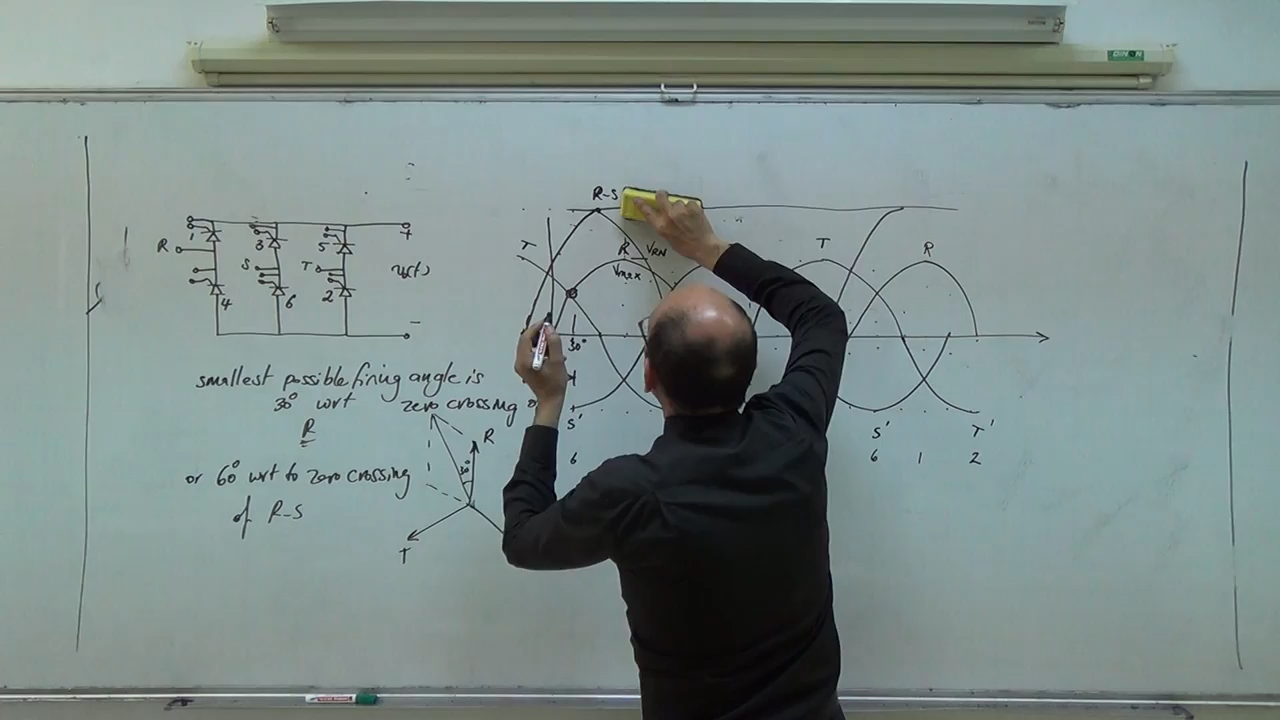 R-S
R
1
3
5
+
S
T
4
6
2
-
T
R
VRN
Vmax
T
R
30°
smallest possible firing angle is
30° wrt zero crossing of
R
or 60° wrt to zero crossing
of R-S
R
30°
T
S'
6
S'
T'
6 1 2